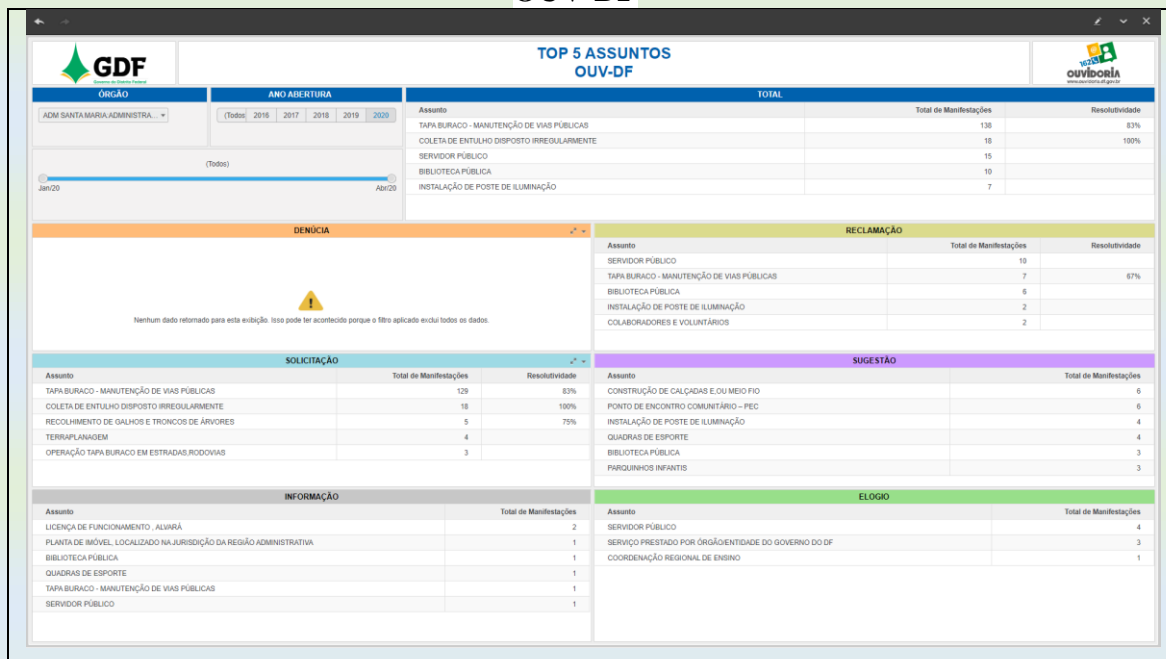 OUV-DF
GDF
Governo do Distrito Federal
TOP 5 ASSUNTOS
OUV-DF
162
OUVIDORIA
www.ouvidoria.df.gov.br
ÓRGÃO
ANO ABERTURA
TOTAL
ADM SANTA MARIA:ADMINISTRA...
(Todos 2016 2017 2018 2019 2020
(Todos)
Jan/20 Abr/20
Assunto Total de Manifestações Resolutividade
TAPA BURACO - MANUTENÇÃO DE VIAS PÚBLICAS 138 83%
COLETA DE ENTULHO DISPOSTO IRREGULARMENTE 18 100%
SERVIDOR PÚBLICO 15
BIBLIOTECA PÚBLICA 10
INSTALAÇÃO DE POSTE DE ILUMINAÇÃO 7
DENÚCIA
Nenhum dado retornado para esta exibição. Isso pode ter acontecido porque o filtro aplicado exclui todos os dados.
RECLAMAÇÃO
Assunto Total de Manifestações Resolutividade
SERVIDOR PÚBLICO 10
TAPA BURACO - MANUTENÇÃO DE VIAS PÚBLICAS 7 67%
BIBLIOTECA PÚBLICA 6
INSTALAÇÃO DE POSTE DE ILUMINAÇÃO 2
COLABORADORES E VOLUNTÁRIOS 2
SOLICITAÇÃO
Assunto Total de Manifestações Resolutividade
TAPA BURACO - MANUTENÇÃO DE VIAS PÚBLICAS 129 83%
COLETA DE ENTULHO DISPOSTO IRREGULARMENTE 18 100%
RECOLHIMENTO DE GALHOS E TRONCOS DE ÁRVORES 5 75%
TERRAPLANAGEM 4
OPERAÇÃO TAPA BURACO EM ESTRADAS,RODOVIAS 3
SUGESTÃO
Assunto Total de Manifestações
CONSTRUÇÃO DE CALÇADAS E,OU MEIO FIO 6
PONTO DE ENCONTRO COMUNITÁRIO – PEC 6
INSTALAÇÃO DE POSTE DE ILUMINAÇÃO 4
QUADRAS DE ESPORTE 4
BIBLIOTECA PÚBLICA 3
PARQUINHOS INFANTIS 3
INFORMAÇÃO
Assunto Total de Manifestações
LICENÇA DE FUNCIONAMENTO , ALVARÁ 2
PLANTA DE IMÓVEL, LOCALIZADO NA JURISDIÇÃO DA REGIÃO ADMINISTRATIVA 1
BIBLIOTECA PÚBLICA 1
QUADRAS DE ESPORTE 1
TAPA BURACO - MANUTENÇÃO DE VIAS PÚBLICAS 1
SERVIDOR PÚBLICO 1
ELOGIO
Assunto Total de Manifestações
SERVIDOR PÚBLICO 4
SERVIÇO PRESTADO POR ÓRGÃO/ENTIDADE DO GOVERNO DO DF 3
COORDENAÇÃO REGIONAL DE ENSINO 1